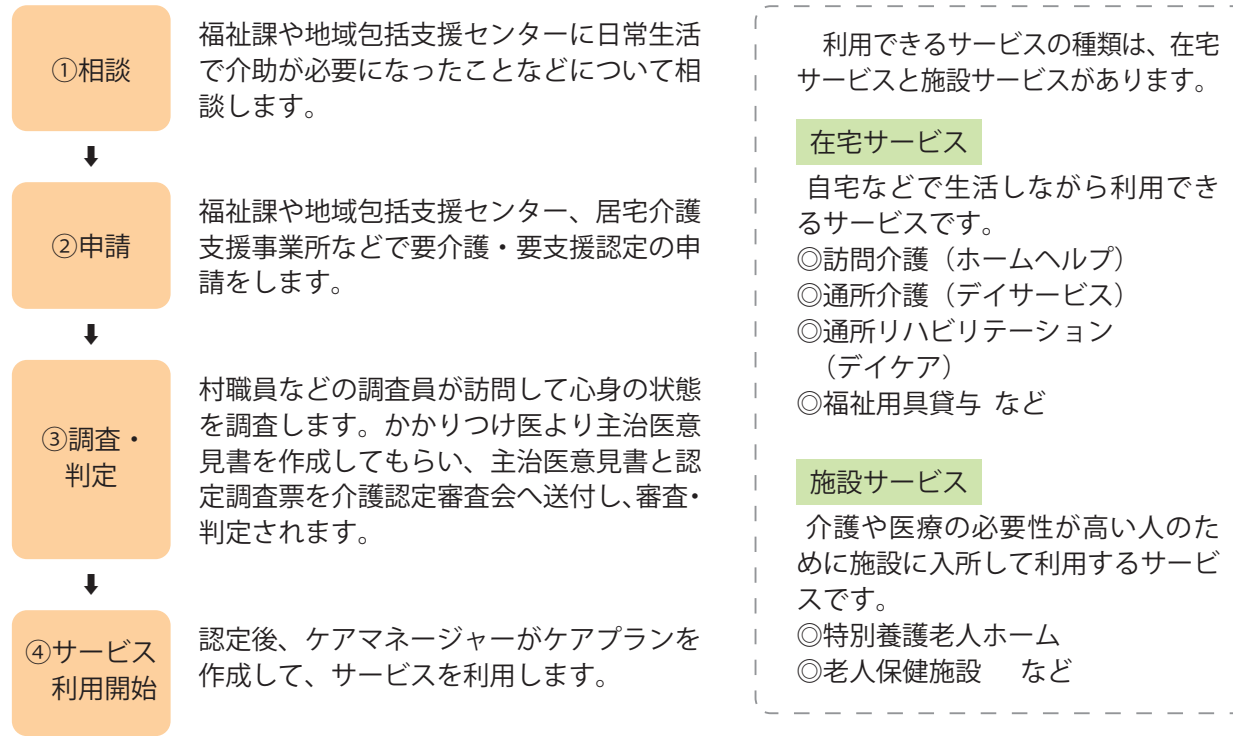 ①相談
福祉課や地域包括支援センターに日常生活
で介助が必要になったことなどについて相
談します。
⬇
②申請
福祉課や地域包括支援センター、居宅介護
支援事業所などで要介護・要支援認定の申
請をします。
⬇
③調査・
判定
村職員などの調査員が訪問して心身の状態
を調査します。かかりつけ医より主治医意
見書を作成してもらい、主治医意見書と認
定調査票を介護認定審査会へ送付し、審査・
判定されます。
⬇
④サービス
利用開始
認定後、ケアマネージャーがケアプランを
作成して、サービスを利用します。
利用できるサービスの種類は、在宅
サービスと施設サービスがあります。
在宅サービス
自宅などで生活しながら利用でき
るサービスです。
◎訪問介護（ホームヘルプ）
◎通所介護（デイサービス）
◎通所リハビリテーション
（デイケア）
◎福祉用具貸与 など
施設サービス
介護や医療の必要性が高い人のた
めに施設に入所して利用するサービ
スです。
◎特別養護老人ホーム
◎老人保健施設　など